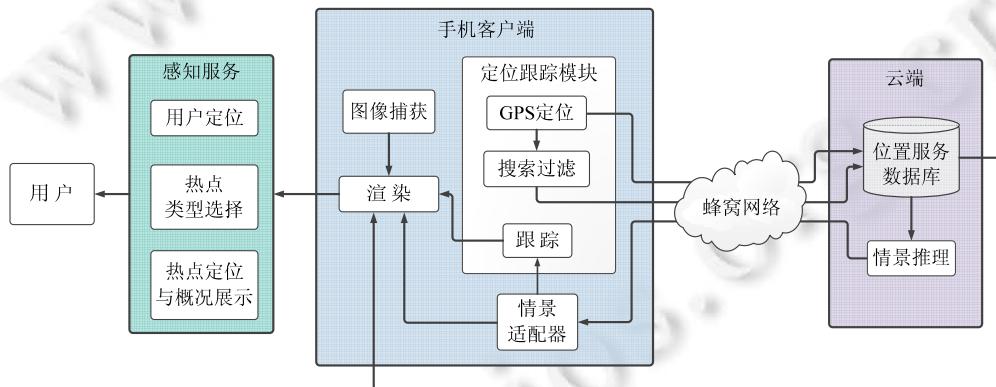 手机客户端
感知服务
用户定位
热点
类型选择
热点定位
与概况展示
用户
图像捕获
渲染
定位跟踪模块
GPS定位
搜索过滤
跟踪
情景
适配器
蜂窝网络
云端
位置服务
数据库
情景推理